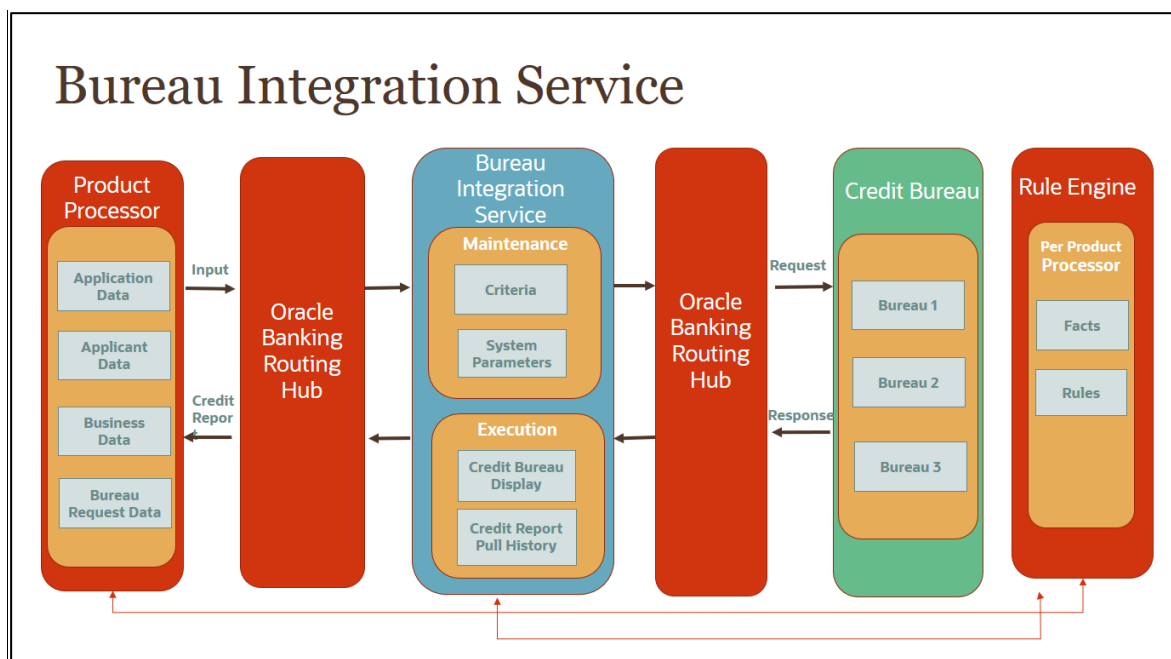 Bureau Integration Service
Product
Processor
Application
Data
Applicant
Data
Business
Data
Bureau
Request Data
Input
Credit
Repor
t
Oracle
Banking
Routing
Hub
Bureau
Integration
Service
Maintenance
Criteria
System
Parameters
Execution
Credit Bureau
Display
Credit Report
Pull History
Oracle
Banking
Routing
Hub
Request
Response
Credit Bureau
Bureau 1
Bureau 2
Bureau 3
Rule Engine
Per Product
Processor
Facts
Rules